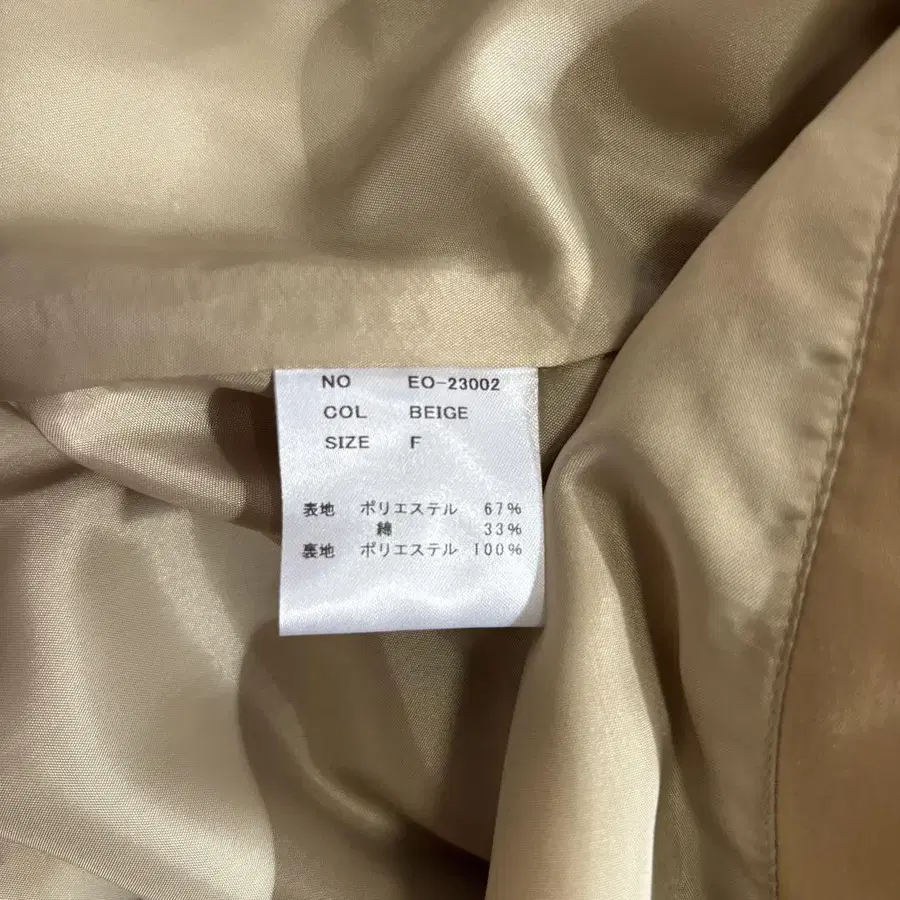 NO EO-23002
COL BEIGE
SIZE F
表地 ポリエステル 67%
綿 33%
裏地 ポリエステル 100%